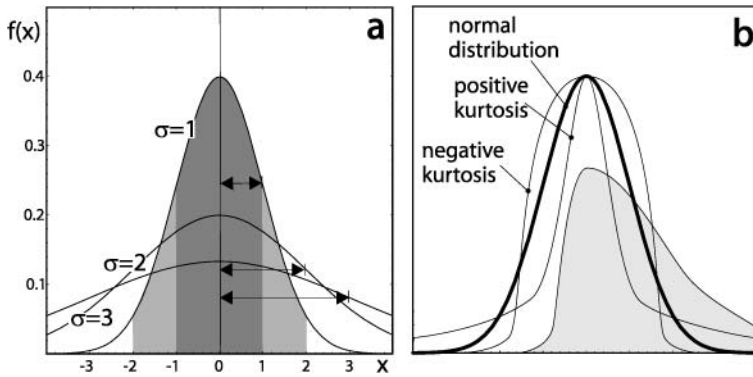 f(x)
a
0.4
0.3
0.2
0.1
σ=1
σ=2
σ=3
-3 -2 -1 0 1 2 3 x
b
normal
distribution
positive
kurtosis
negative
kurtosis